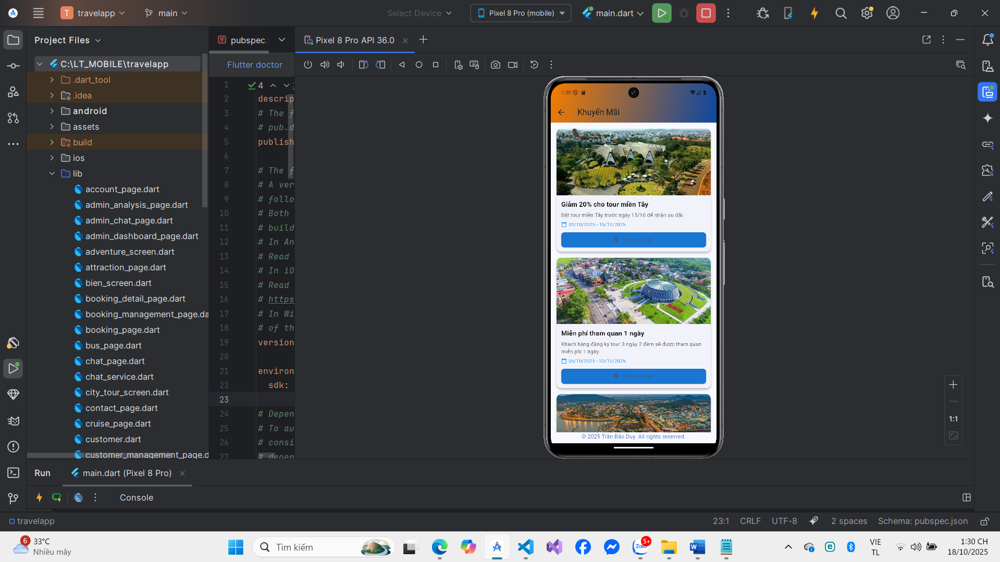 T travelapp
main
Select Device
Pixel 8 Pro (mobile)
main.dart
Project Files
pubspec.
Pixel 8 Pro API 36.0
C:\LT_MOBILE\travelapp
.dart_tool
.idea
android
assets
build
ios
lib
account_page.dart
admin_analysis_page.dart
admin_chat_page.dart
admin_dashboard_page.dart
adventure_screen.dart
attraction_page.dart
bien_screen.dart
booking_detail_page.dart
booking_management_page.da
booking_page.dart
bus_page.dart
chat_page.dart
chat_service.dart
city_tour_screen.dart
contact_page.dart
cruise_page.dart
customer.dart
customer_management_page.d
Flutter doctor
1 4
2 descrip
3 # The f
4 # pub.d
5 publish
6
7 # The f
8 # A ver
9 # follo
10 # Both
11 # build
12 # In An
13 # Read
14 # In iO
15 # Read
16 # https
17 # In Wi
18 # of th
19 version
20
21 environ
22 sdk:
23
24 # Depen
25 # To au
26 # consi
27 # depen
1:30
Khuyến Mãi
Giảm 20% cho tour miền Tây
Đặt tour miền Tây trước ngày 15/10 để nhận ưu đãi.
01/10/2025 - 15/12/2025
Nhận ưu đãi
Miễn phí tham quan 1 ngày
Khách hàng đăng ký tour 3 ngày 2 đêm sẽ được tham quan
miễn phí 1 ngày.
05/10/2025 - 20/12/2025
Nhận ưu đãi
© 2025 Trần Bảo Duy. All rights reserved.
1:1
Run
main.dart (Pixel 8 Pro)
Console
travelapp
23:1 CRLF UTF-8 2 spaces Schema: pubspec.json
6
33°C
Nhiều mây
Tìm kiếm
Zalo
5+
VIE
TL
1:30 CH
18/10/2025